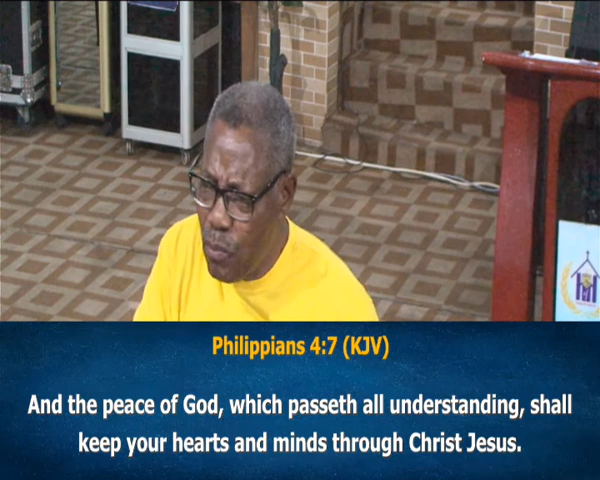 Philippians 4:7 (KJV)
And the peace of God, which passeth all understanding, shall
keep your hearts and minds through Christ Jesus.